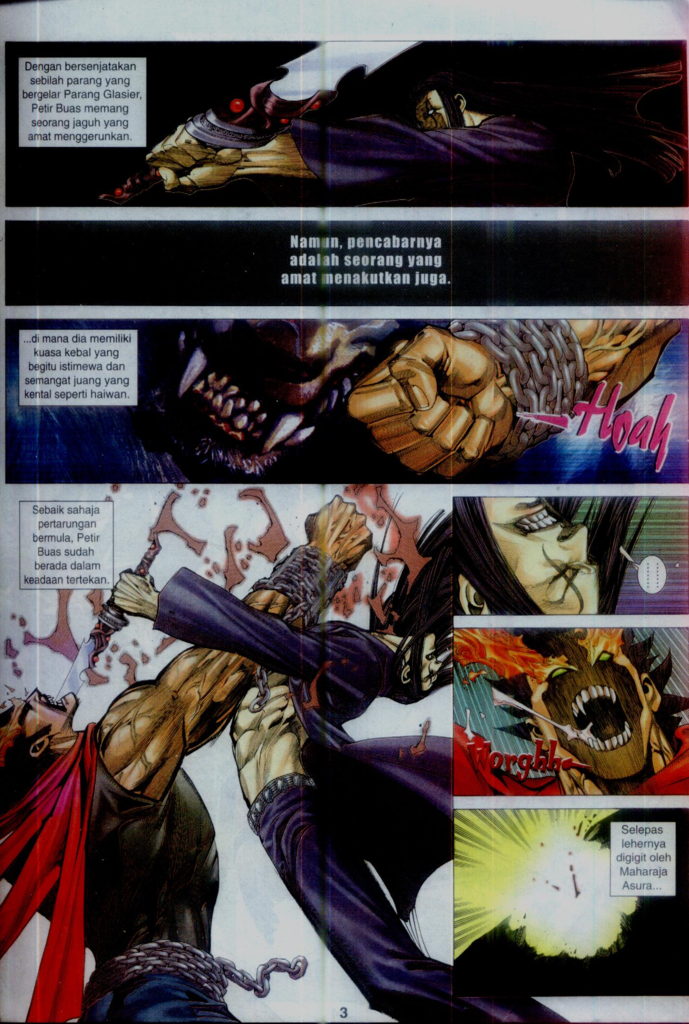 Dengan bersenjatakan
sebilah parang yang
bergelar Parang Glasier,
Petir Buas memang
seorang jaguh yang
amat menggerunkan.
Namun, pencabarnya
adalah seorang yang
amat menakutkan juga.
...di mana dia memiliki
kuasa kebal yang
begitu istimewa dan
semangat juang yang
kental seperti haiwan.
Hoah
Sebaik sahaja
pertarungan
bermula, Petir
Buas sudah
berada dalam
keadaan tertekan.
Worghh
Selepas
lehernya
digigit oleh
Maharaja
Asura...
3